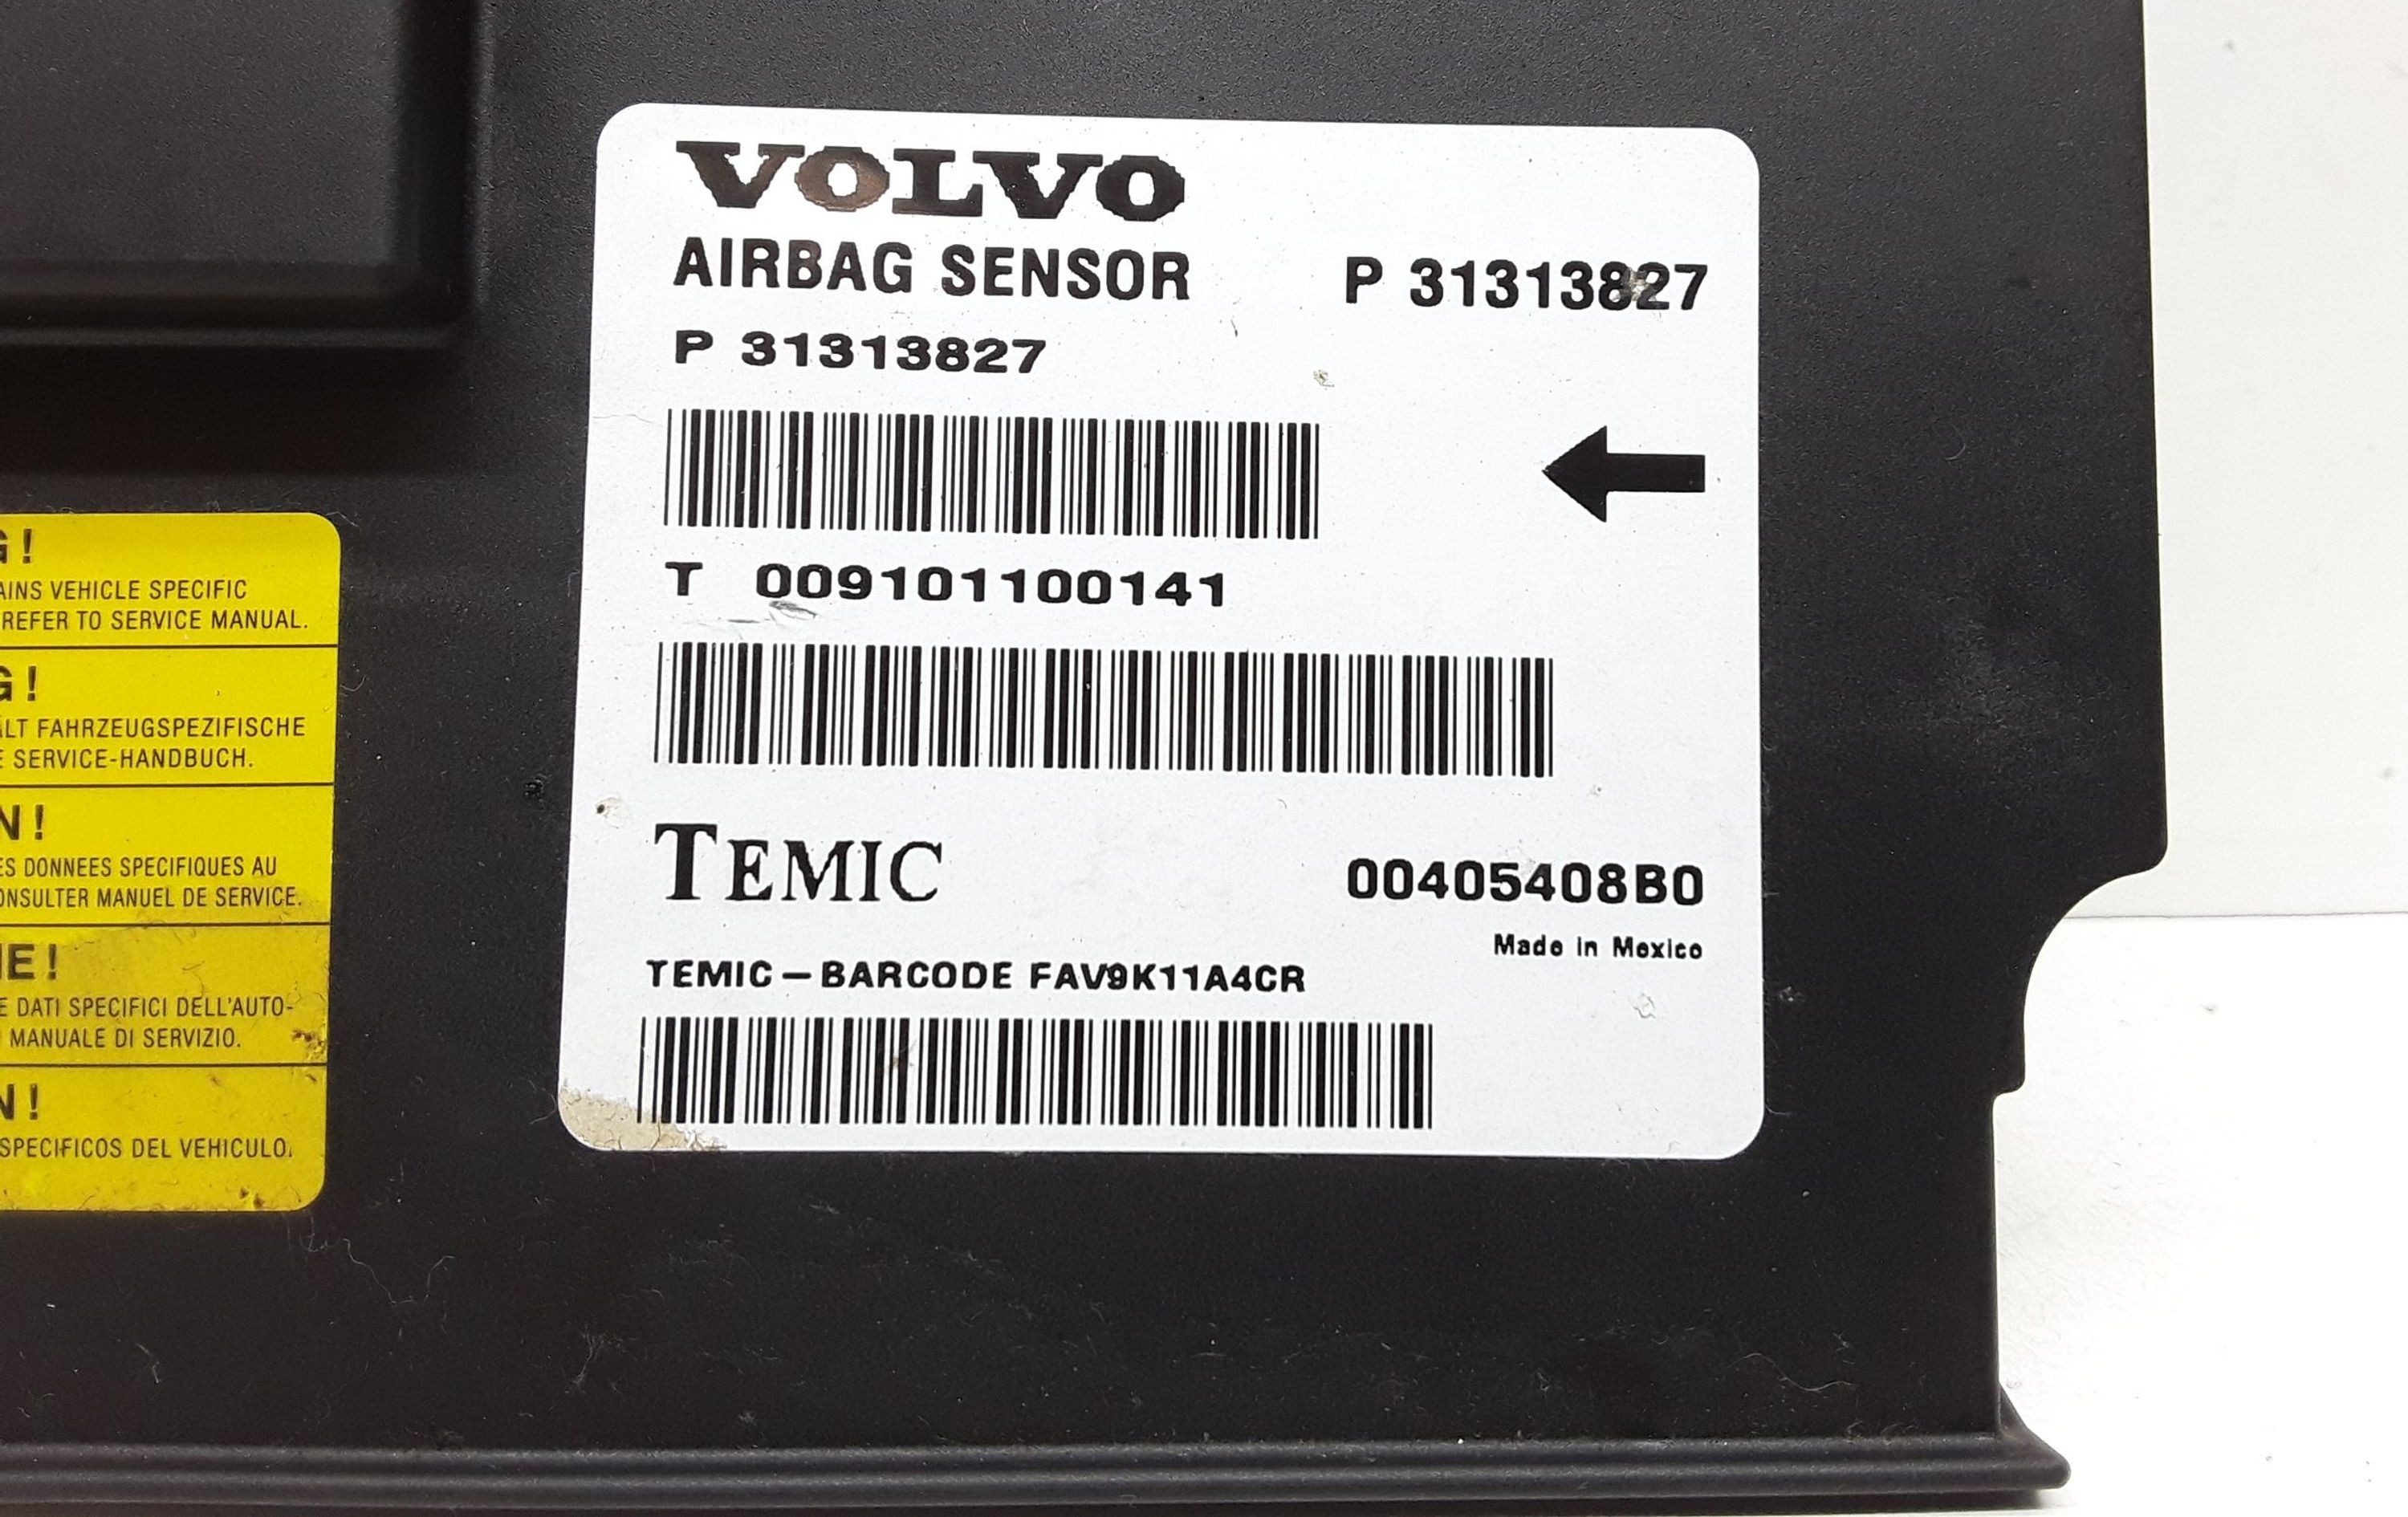 VOLVO
AIRBAG SENSOR P 31313827
P 31313827
T 009101100141
TEMIC 00405408B0
Made in Mexico
TEMIC-BARCODE FAV9K11A4CR
G!
AINS VEHICLE SPECIFIC
REFER TO SERVICE MANUAL.
G!
ÄLT FAHRZEUGSPEZIFISCHE
E SERVICE-HANDBUCH.
N!
ES DONNEES SPECIFIQUES AU
ONSULTER MANUEL DE SERVICE.
NE!
E DATI SPECIFICI DELL'AUTO-
MANUALE DI SERVIZIO.
N!
SPECIFICOS DEL VEHICULO.